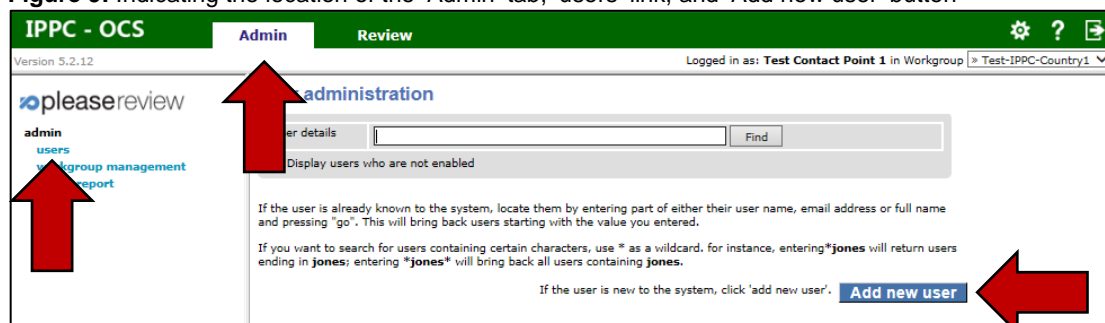 Indicating the location of the 'Admin' tab, 'users' link, and 'Add new user' button
IPPC - OCS
Admin
Review
Version 5.2.12
Logged in as: Test Contact Point 1 in Workgroup » Test-IPPC-Country1
pleasereview
administration
admin
users
workgroup management
report
details
Find
Display users who are not enabled
If the user is already known to the system, locate them by entering part of either their user name, email address or full name
and pressing "go". This will bring back users starting with the value you entered.
If you want to search for users containing certain characters, use * as a wildcard. for instance, entering*jones will return users
ending in jones; entering *jones* will bring back all users containing jones.
If the user is new to the system, click 'add new user'. Add new user